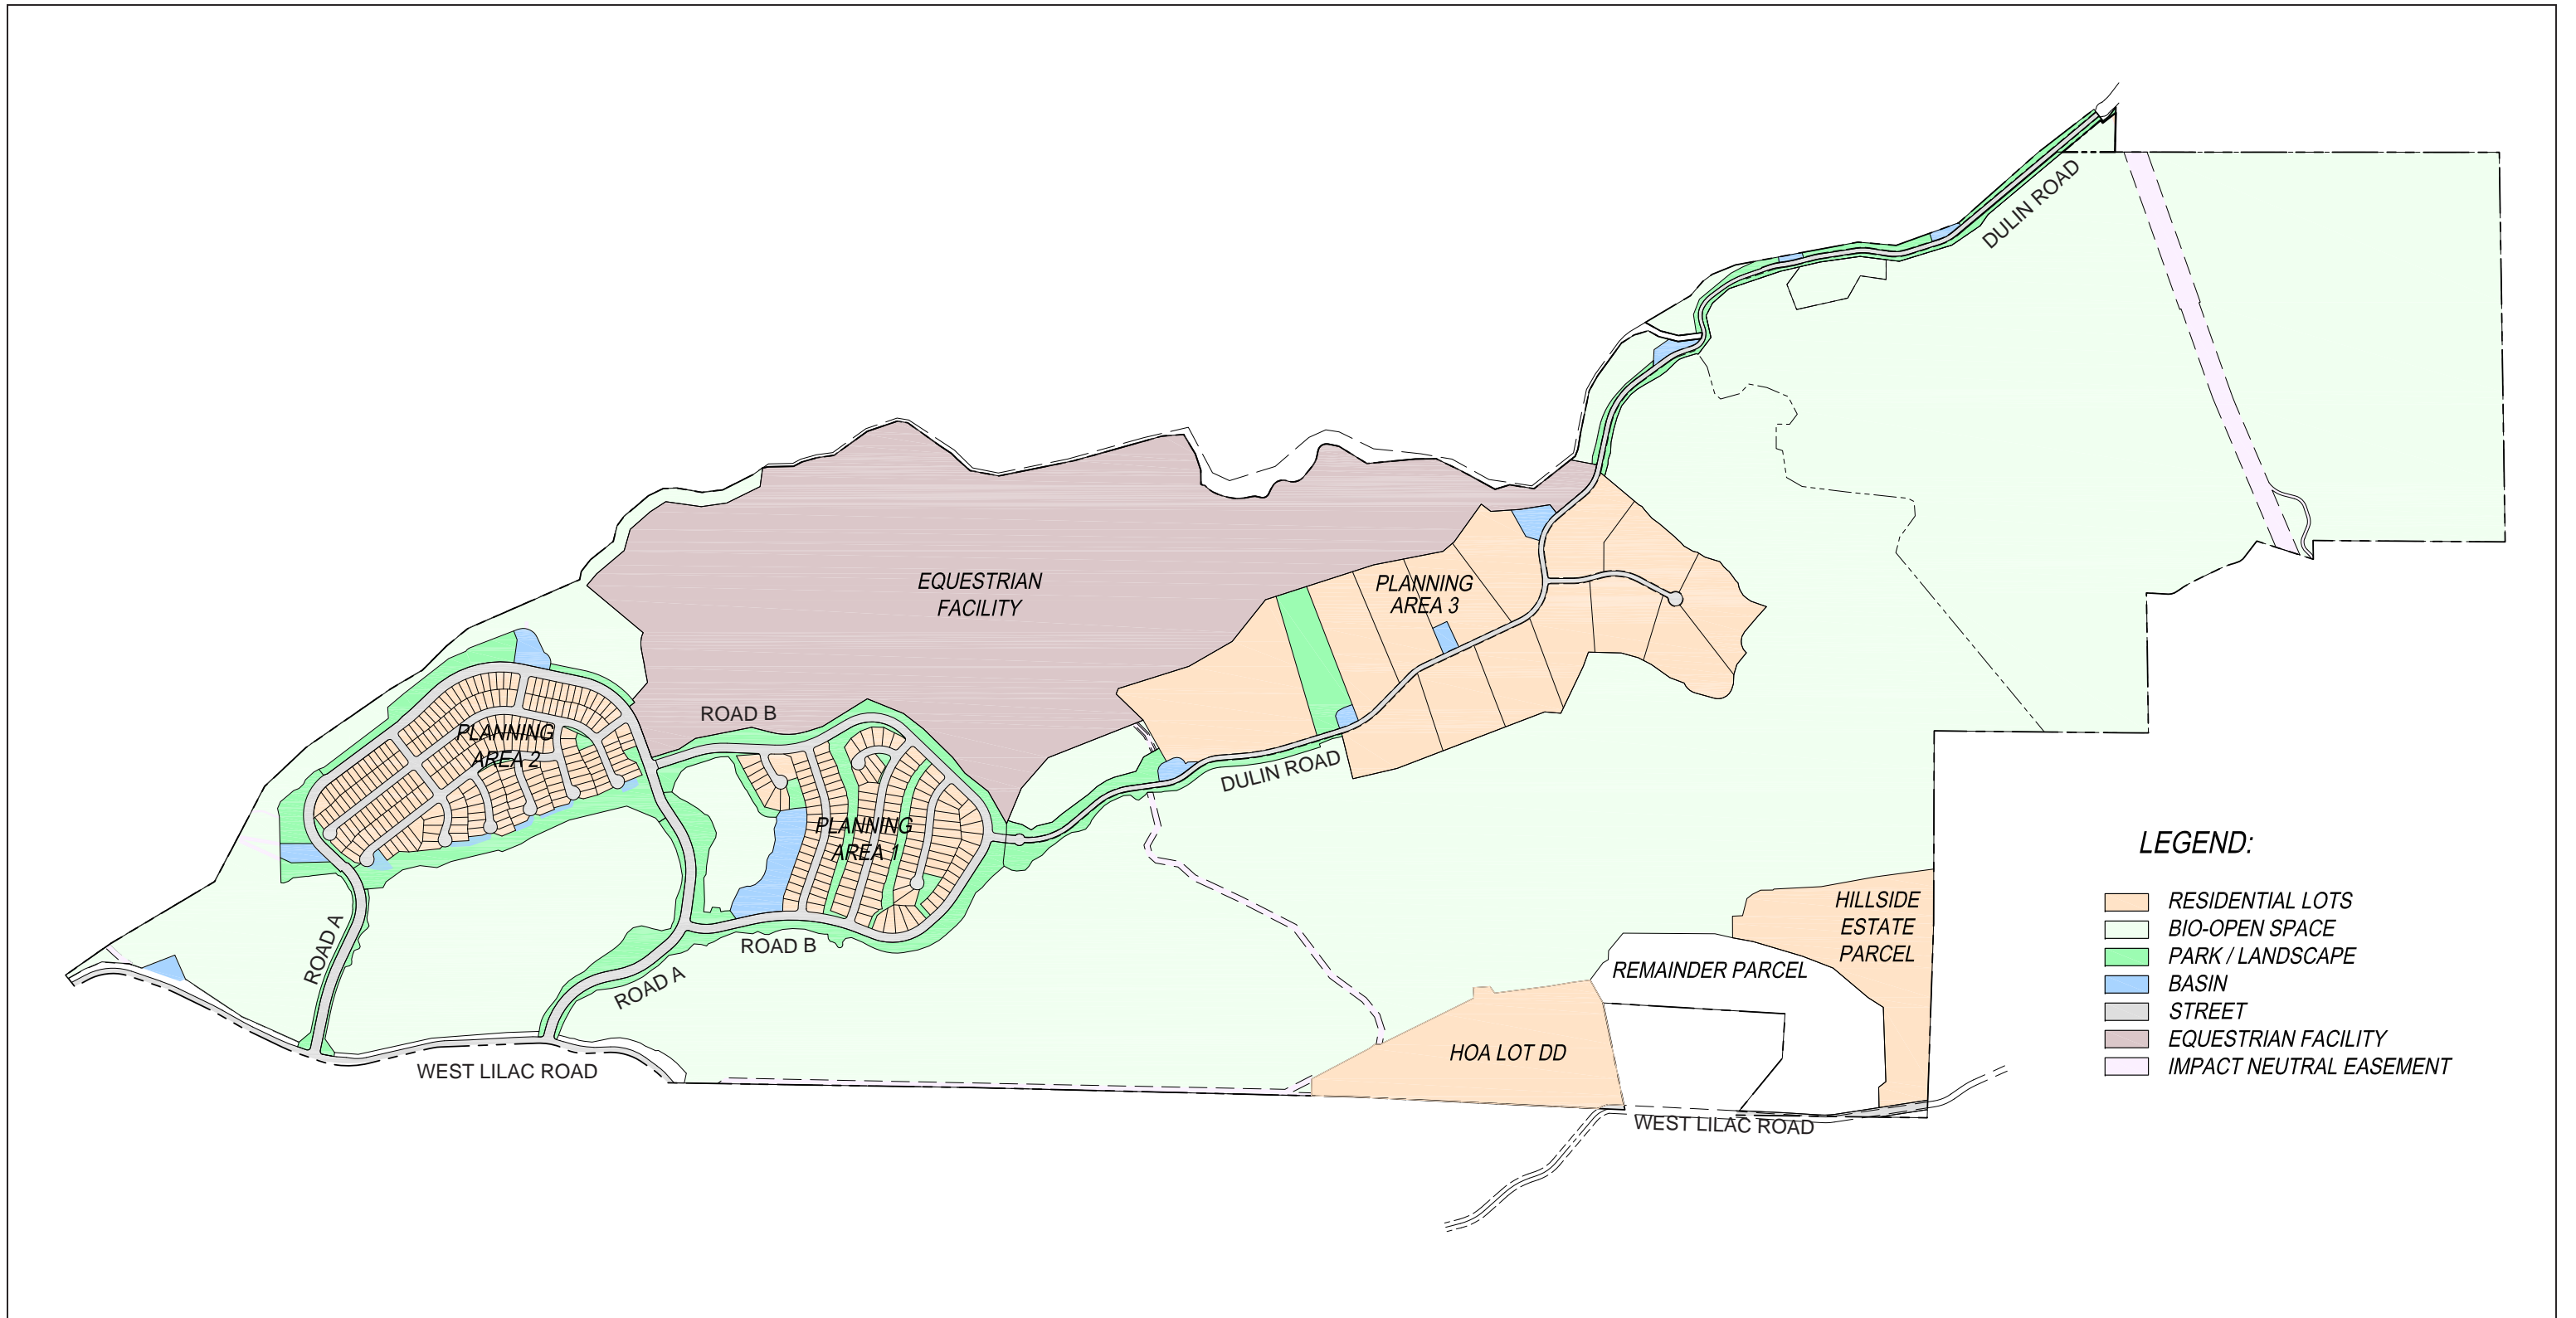 DULIN ROAD
EQUESTRIAN
FACILITY
PLANNING
AREA 3
ROAD B
PLANNING
AREA 2
DULIN ROAD
PLANNING
AREA 1
ROAD A
ROAD B
ROAD A
WEST LILAC ROAD
HILLSIDE
ESTATE
PARCEL
REMAINDER PARCEL
HOA LOT DD
WEST LILAC ROAD
LEGEND:
RESIDENTIAL LOTS
BIO-OPEN SPACE
PARK / LANDSCAPE
BASIN
STREET
EQUESTRIAN FACILITY
IMPACT NEUTRAL EASEMENT